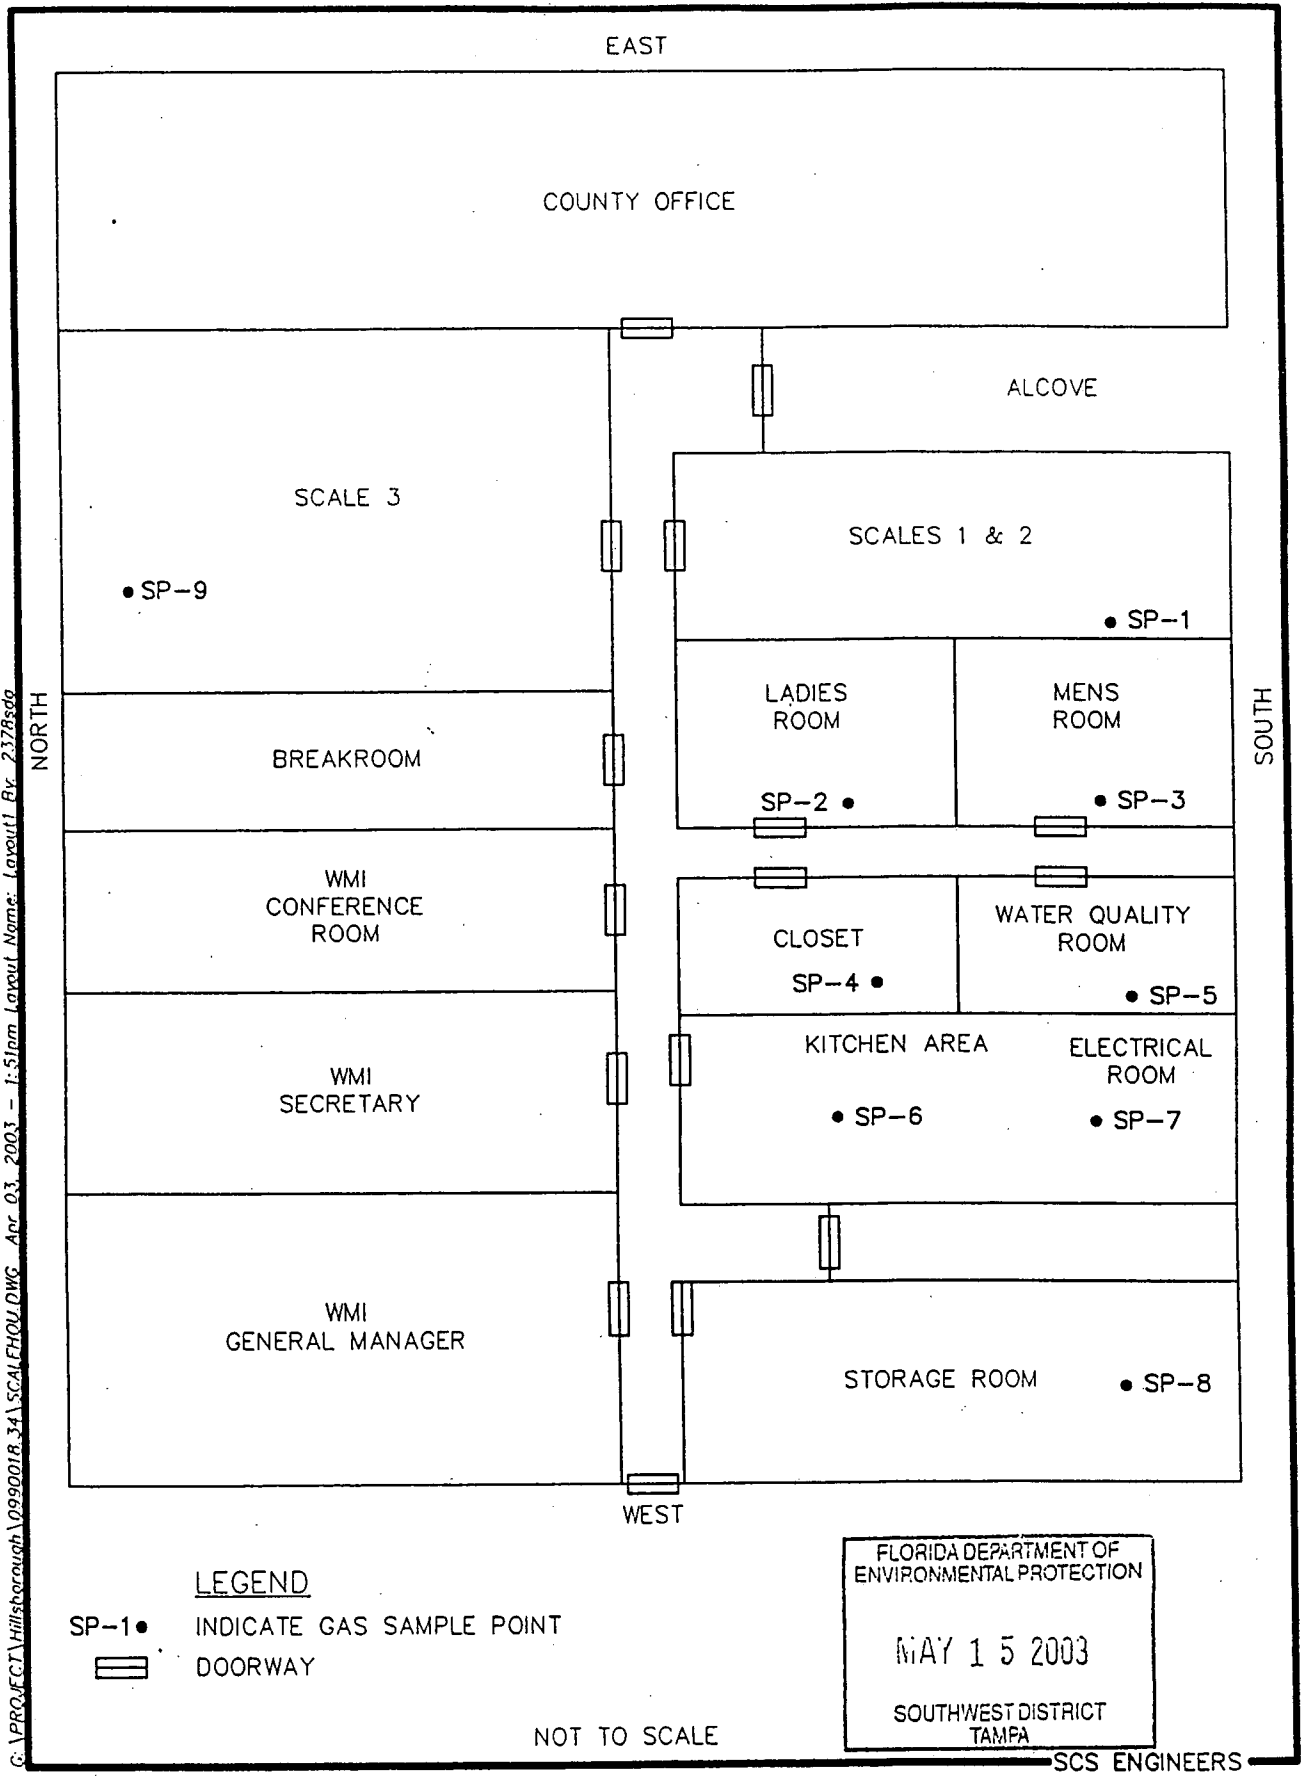 EAST
COUNTY OFFICE
ALCOVE
SCALE 3
SCALES 1 & 2
SP-9
SP-1
NORTH
SOUTH
LADIES
ROOM
MENS
ROOM
BREAKROOM
SP-2
SP-3
WMI
CONFERENCE
ROOM
CLOSET
WATER QUALITY
ROOM
SP-4
SP-5
KITCHEN AREA
ELECTRICAL
ROOM
WMI
SECRETARY
SP-6
SP-7
WMI
GENERAL MANAGER
STORAGE ROOM
SP-8
WEST
LEGEND
SP-1 INDICATE GAS SAMPLE POINT
DOORWAY
FLORIDA DEPARTMENT OF
ENVIRONMENTAL PROTECTION
MAY 15 2003
SOUTHWEST DISTRICT
TAMPA
NOT TO SCALE
SCS ENGINEERS
G:\PROJECT\Hillsborough\0990018.34\SCALEHOU.DWG Apr 03, 2003 - 1:51pm Layout Name: Layout1 By: 2378sdo